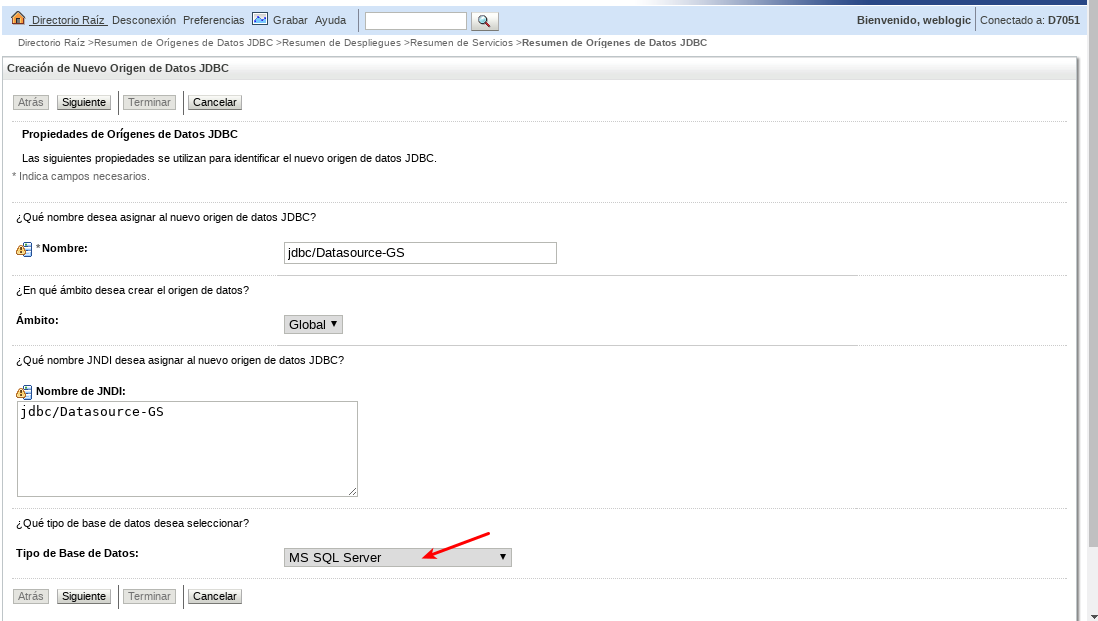 Directorio Raíz Desconexión Preferencias Grabar Ayuda Bienvenido, weblogic Conectado a: D7051
Directorio Raíz >Resumen de Orígenes de Datos JDBC >Resumen de Despliegues >Resumen de Servicios >Resumen de Orígenes de Datos JDBC
Creación de Nuevo Origen de Datos JDBC
Atrás Siguiente Terminar Cancelar
Propiedades de Orígenes de Datos JDBC
Las siguientes propiedades se utilizan para identificar el nuevo origen de datos JDBC.
* Indica campos necesarios.
¿Qué nombre desea asignar al nuevo origen de datos JDBC?
* Nombre: jdbc/Datasource-GS
¿En qué ámbito desea crear el origen de datos?
Ámbito: Global
¿Qué nombre JNDI desea asignar al nuevo origen de datos JDBC?
Nombre de JNDI:
jdbc/Datasource-GS
¿Qué tipo de base de datos desea seleccionar?
Tipo de Base de Datos: MS SQL Server
Atrás Siguiente Terminar Cancelar